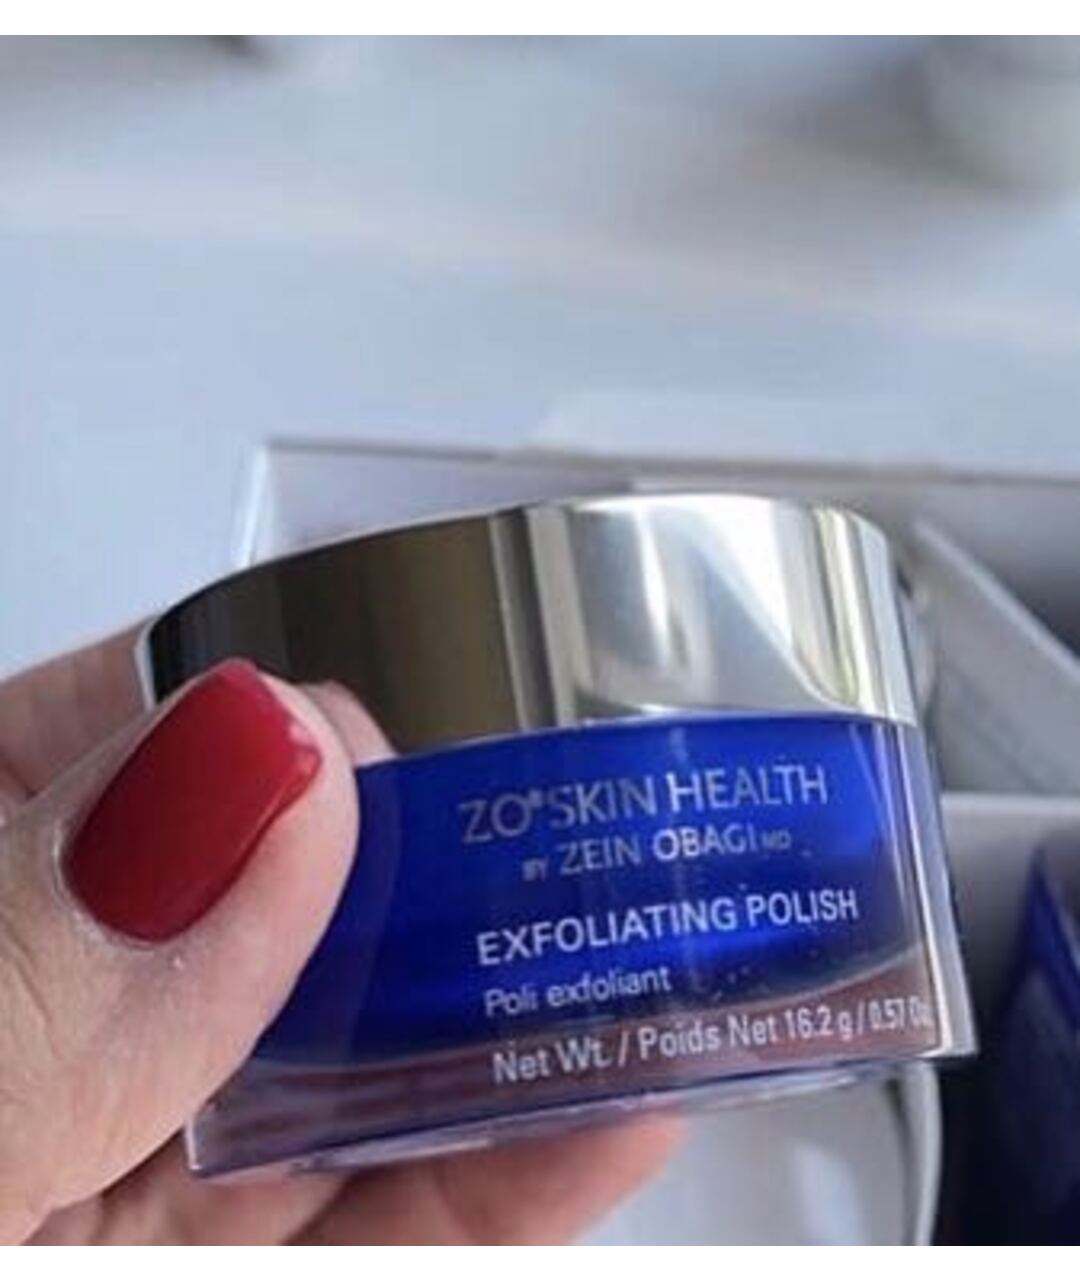 ZO® SKIN HEALTH
BY ZEIN OBAGI MD
EXFOLIATING POLISH
Poli exfoliant
Net Wt. / Poids Net 16.2 g / 0.57 Oz.